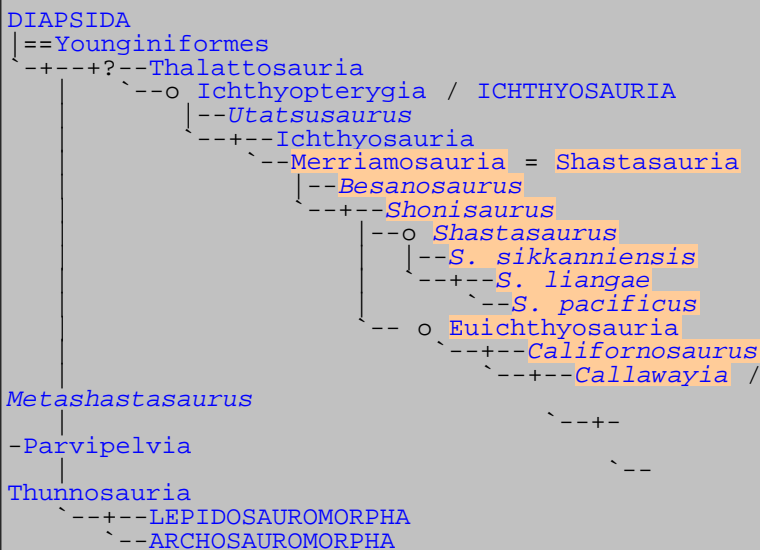 DIAPSIDA
|==Younginiformes
`-+--+?--Thalattosauria
  | `--o Ichthyopterygia / ICHTHYOSAURIA
  | |--Utatsusaurus
  | `--+--Ichthyosauria
  | `--Merriamosauria = Shastasauria
  | |--Besanosaurus
  | `--+--Shonisaurus
  | |--o Shastasaurus
  | | |--S. sikkanniensis
  | | `--+--S. liangae
  | | `--S. pacificus
  | `-- o Euichthyosauria
  | `--+--Californosaurus
  | `--+--Callawayia /
Metashastasaurus
  | `--+-
-Parvipelvia
  | `--
Thunnosauria
  `--+--LEPIDOSAUROMORPHA
     `--ARCHOSAUROMORPHA